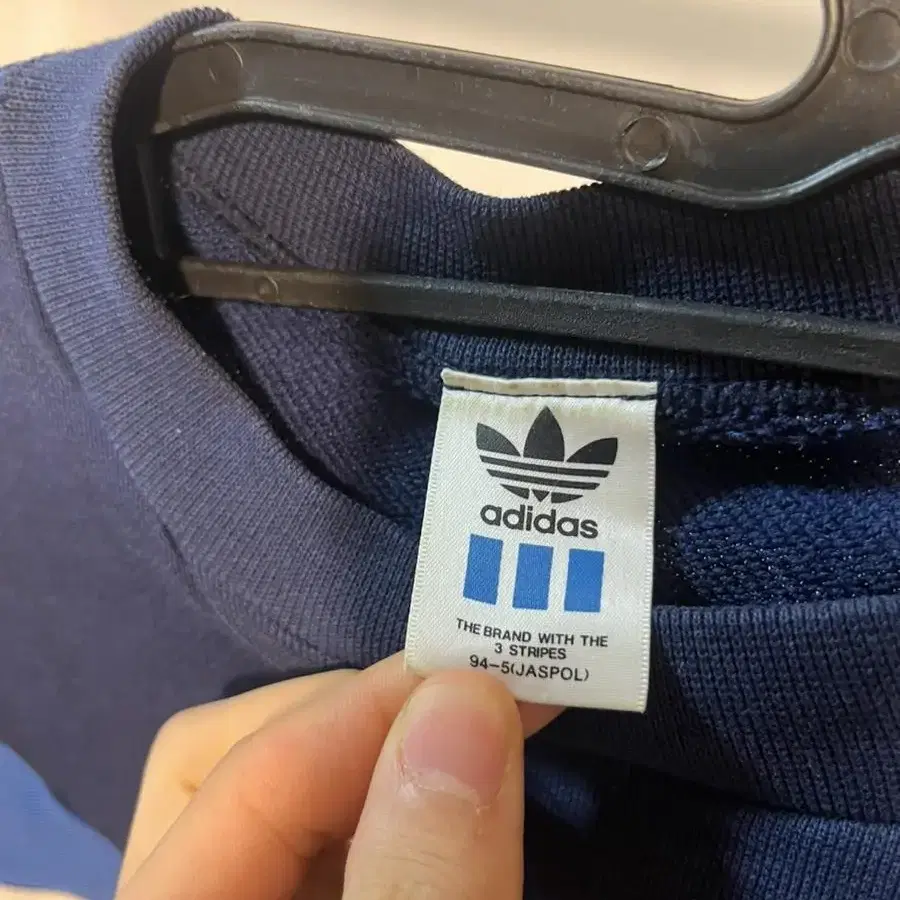 adidas
THE BRAND WITH THE
3 STRIPES
94-5(JASPOL)